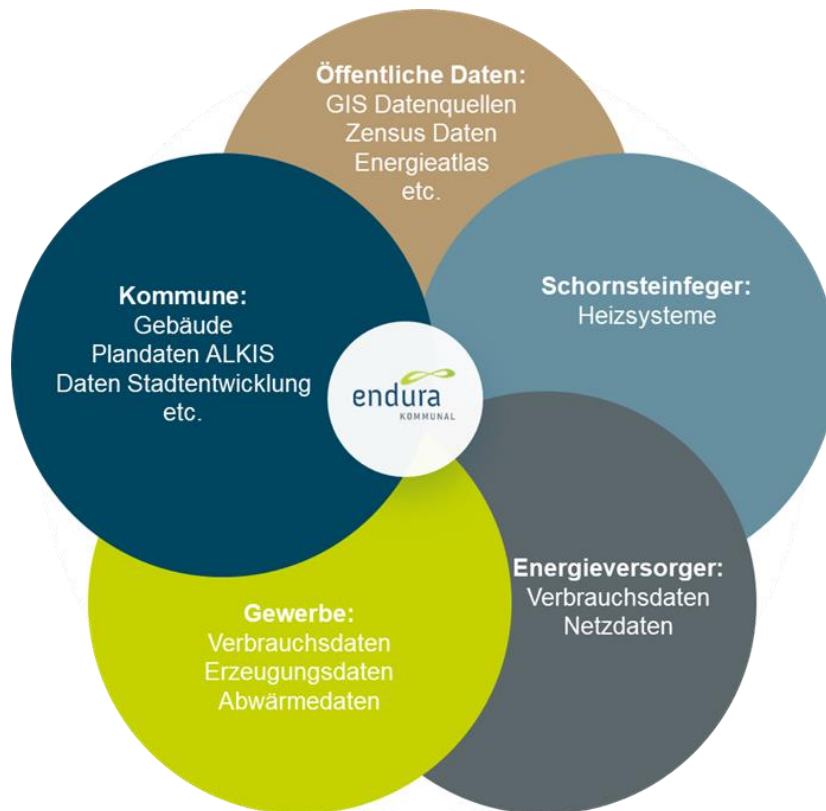 Öffentliche Daten:
GIS Datenquellen
Zensus Daten
Energieatlas
etc.
Kommune:
Gebäude
Plandaten ALKIS
Daten Stadtentwicklung
etc.
Schornsteinfeger:
Heizsysteme
endura
KOMMUNAL
Gewerbe:
Verbrauchsdaten
Erzeugungsdaten
Abwärmedaten
Energieversorger:
Verbrauchsdaten
Netzdaten